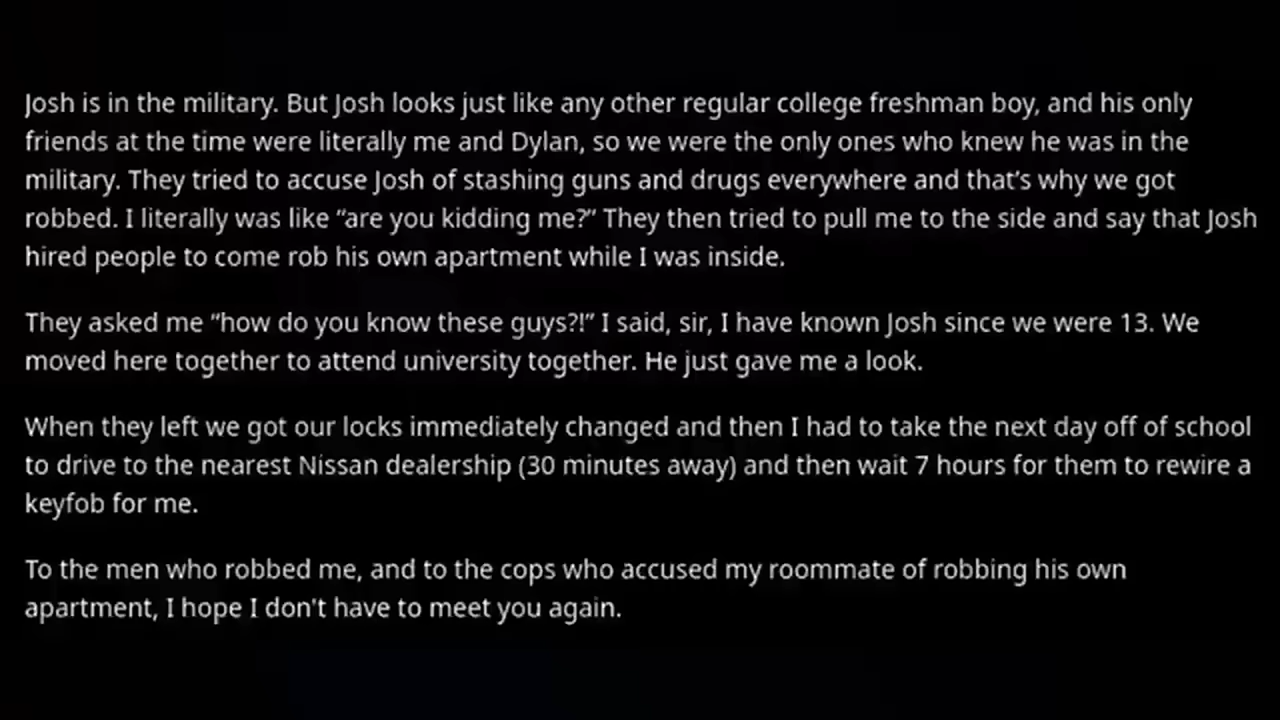 Josh is in the military. But Josh looks just like any other regular college freshman boy, and his only
friends at the time were literally me and Dylan, so we were the only ones who knew he was in the
military. They tried to accuse Josh of stashing guns and drugs everywhere and that’s why we got
robbed. I literally was like “are you kidding me?” They then tried to pull me to the side and say that Josh
hired people to come rob his own apartment while I was inside.
They asked me “how do you know these guys?!” I said, sir, I have known Josh since we were 13. We
moved here together to attend university together. He just gave me a look.
When they left we got our locks immediately changed and then I had to take the next day off of school
to drive to the nearest Nissan dealership (30 minutes away) and then wait 7 hours for them to rewire a
keyfob for me.
To the men who robbed me, and to the cops who accused my roommate of robbing his own
apartment, I hope I don’t have to meet you again.